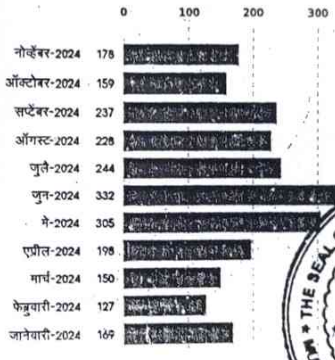 0 100 200 300
नोव्हेंबर-2024 178
ऑक्टोबर-2024 159
सप्टेंबर-2024 237
ऑगस्ट-2024 228
जुलै-2024 244
जुन-2024 332
मे-2024 305
एप्रील-2024 198
मार्च-2024 150
फेब्रुवारी-2024 127
जानेवारी-2024 169
THE SEAL